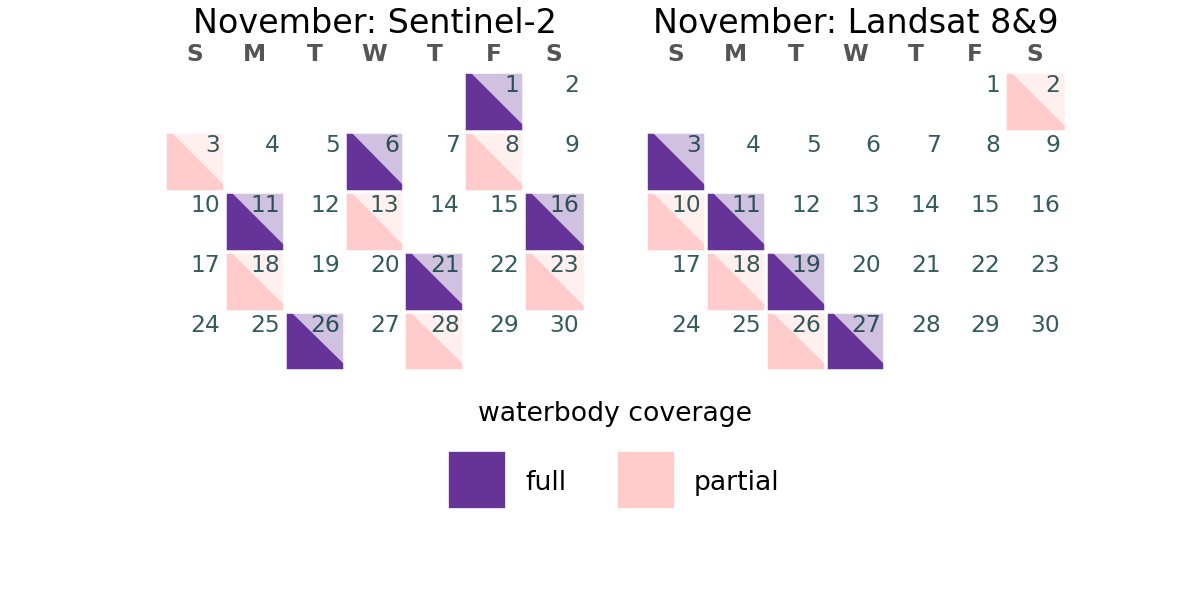 November: Sentinel-2
S M T W T F S
1 2
3 4 5 6 7 8 9
10 11 12 13 14 15 16
17 18 19 20 21 22 23
24 25 26 27 28 29 30
November: Landsat 8&9
S M T W T F S
1 2
3 4 5 6 7 8 9
10 11 12 13 14 15 16
17 18 19 20 21 22 23
24 25 26 27 28 29 30
waterbody coverage
full partial